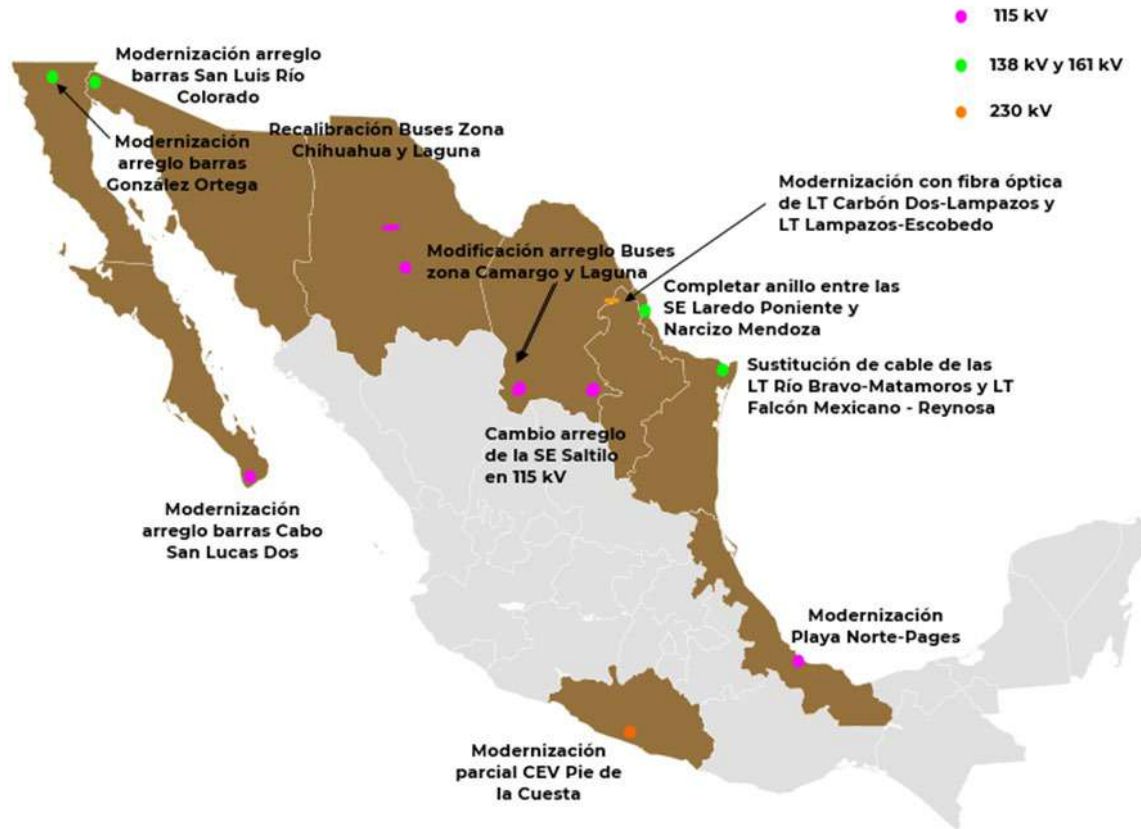 115 kV
138 kV y 161 kV
230 kV
Modernización arreglo
barras San Luis Río
Colorado
Modernización
arreglo barras
González Ortega
Recalibración Buses Zona
Chihuahua y Laguna
Modernización con fibra óptica
de LT Carbón Dos-Lampazos y
LT Lampazos-Escobedo
Modificación arreglo Buses
zona Camargo y Laguna
Completar anillo entre las
SE Laredo Poniente y
Narcizo Mendoza
Sustitución de cable de las
LT Río Bravo-Matamoros y LT
Falcón Mexicano - Reynosa
Cambio arreglo
de la SE Saltilo
en 115 kV
Modernización
arreglo barras Cabo
San Lucas Dos
Modernización
Playa Norte-Pages
Modernización
parcial CEV Pie de
la Cuesta